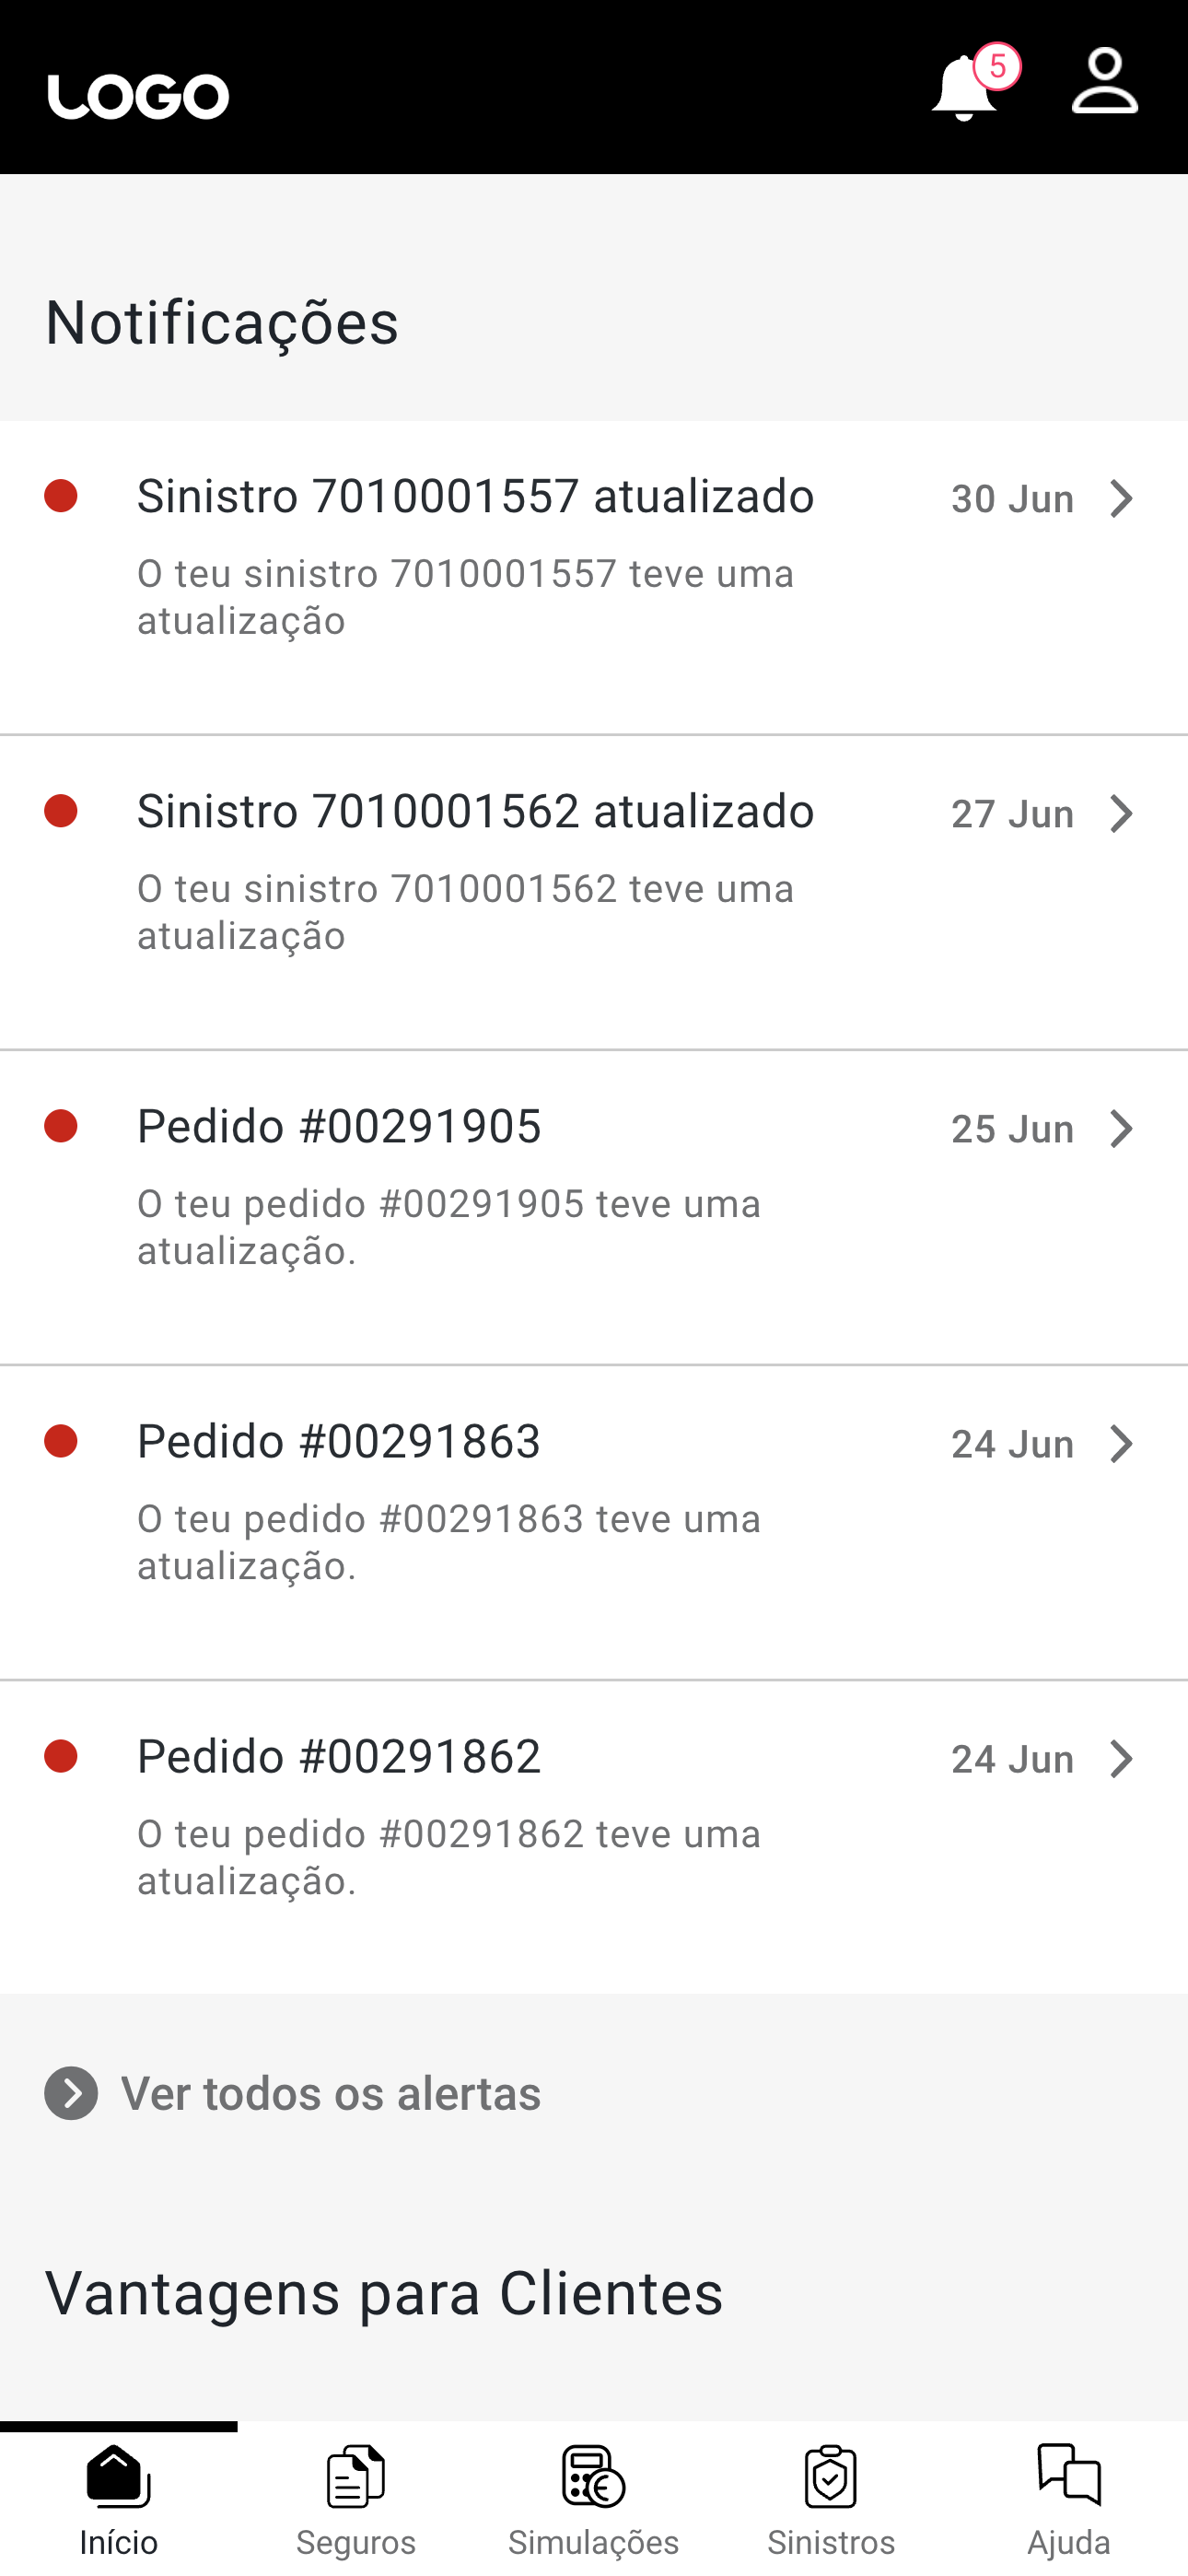 LOGO
5
Notificações
Sinistro 7010001557 atualizado
30 Jun
O teu sinistro 7010001557 teve uma
atualização
Sinistro 7010001562 atualizado
27 Jun
O teu sinistro 7010001562 teve uma
atualização
Pedido #00291905
25 Jun
O teu pedido #00291905 teve uma
atualização.
Pedido #00291863
24 Jun
O teu pedido #00291863 teve uma
atualização.
Pedido #00291862
24 Jun
O teu pedido #00291862 teve uma
atualização.
Ver todos os alertas
Vantagens para Clientes
Início
Seguros
Simulações
Sinistros
Ajuda